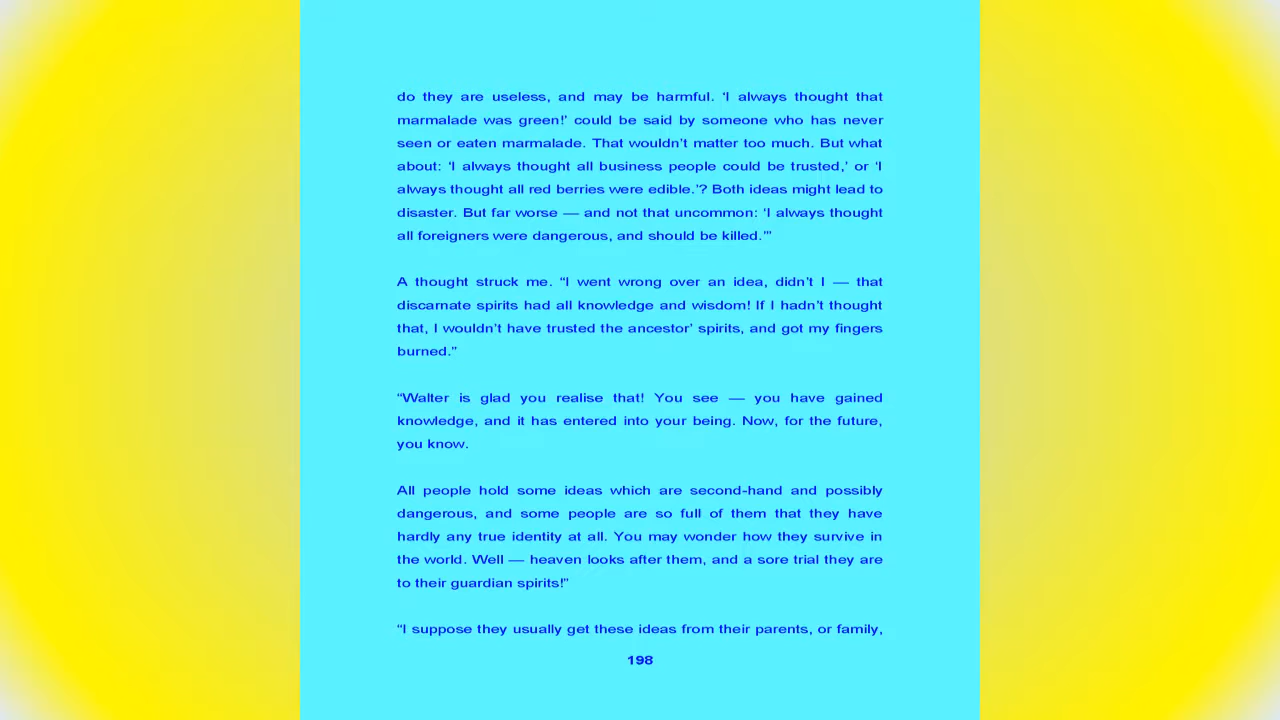 do they are useless, and may be harmful. ‘I always thought that
marmalade was green!’ could be said by someone who has never
seen or eaten marmalade. That wouldn’t matter too much. But what
about: ‘I always thought all business people could be trusted,’ or ‘I
always thought all red berries were edible.’? Both ideas might lead to
disaster. But far worse — and not that uncommon: ‘I always thought
all foreigners were dangerous, and should be killed.’”
A thought struck me. “I went wrong over an idea, didn’t I — that
discarnate spirits had all knowledge and wisdom! If I hadn’t thought
that, I wouldn’t have trusted the ancestor’ spirits, and got my fingers
burned.”
“Walter is glad you realise that! You see — you have gained
knowledge, and it has entered into your being. Now, for the future,
you know.
All people hold some ideas which are second-hand and possibly
dangerous, and some people are so full of them that they have
hardly any true identity at all. You may wonder how they survive in
the world. Well — heaven looks after them, and a sore trial they are
to their guardian spirits!”
“I suppose they usually get these ideas from their parents, or family,
198